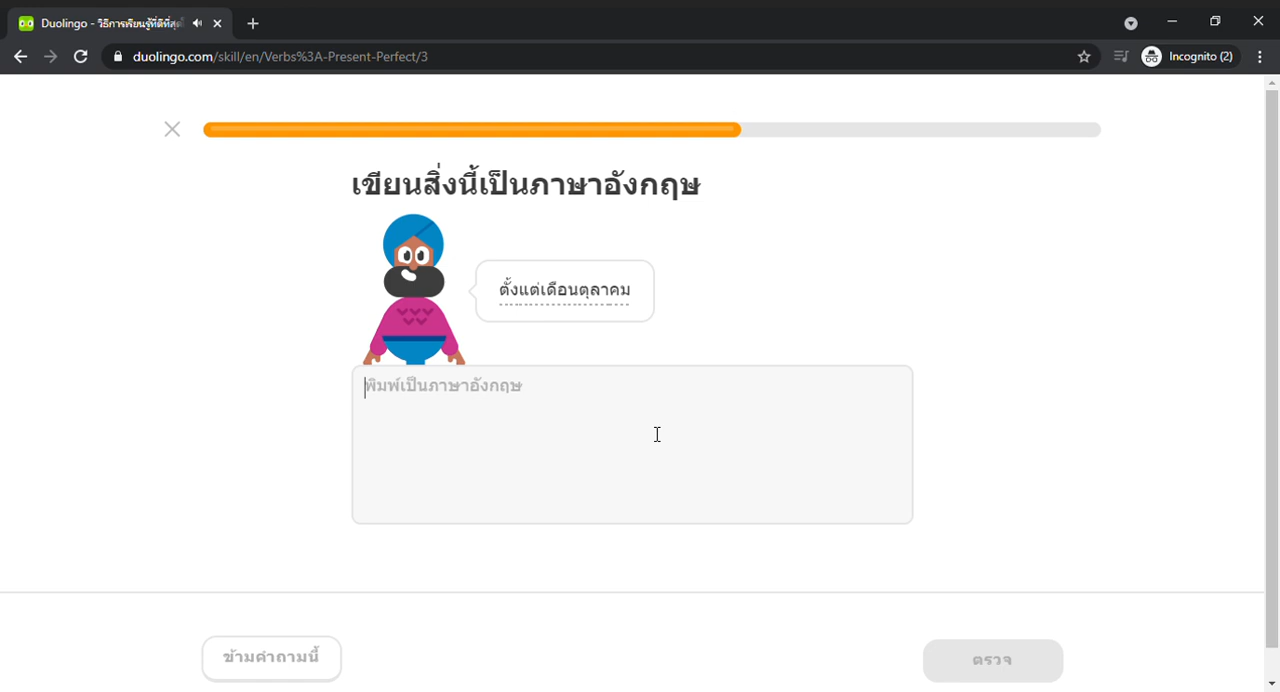 Duolingo - วิธีการเรียนรู้ที่ดีที่สุดใ
duolingo.com/skill/en/Verbs%3A-Present-Perfect/3
Incognito (2)
เขียนสิ่งนี้เป็นภาษาอังกฤษ
ตั้งแต่เดือนตุลาคม
พิมพ์เป็นภาษาอังกฤษ
ข้ามคำถามนี้
ตรวจ